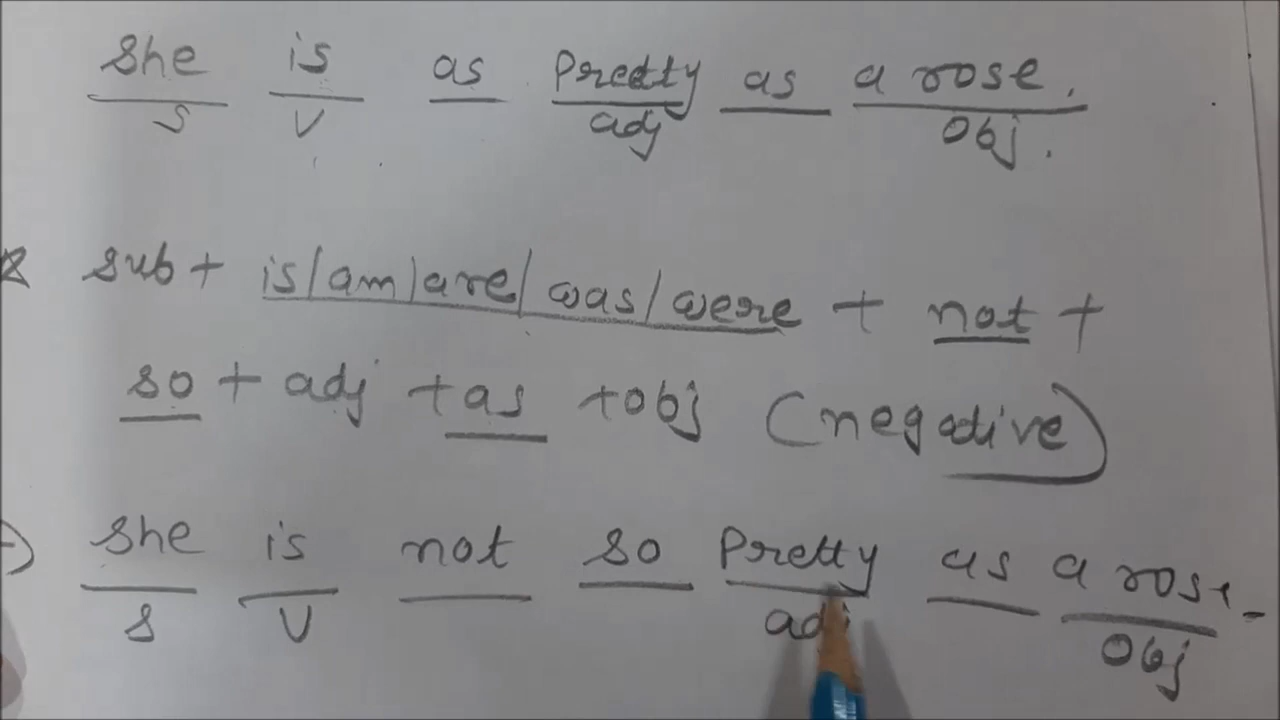 She is as Pretty as a rose.
S V adj Obj.
sub + is/am/are/was/were + not +
so + adj + as + obj (negative)
She is not so Pretty as a rose
S V adj Obj